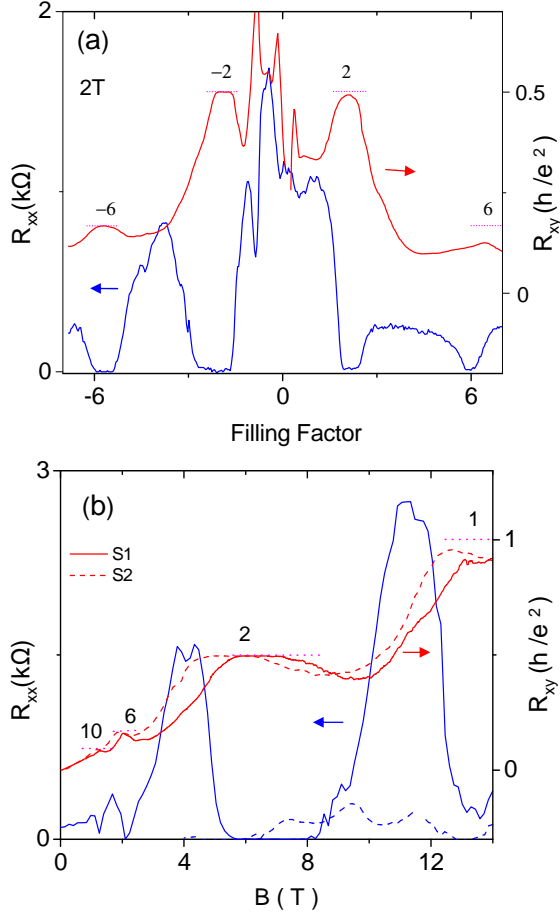 (a)
2T
−2
2
−6
6
2
0
R_xx(kΩ)
0.5
0
R_xy(h/e²)
-6
0
6
Filling Factor
(b)
S1
S2
10
6
2
1
3
0
R_xx(kΩ)
1
0
R_xy(h/e²)
0
4
8
12
B ( T )